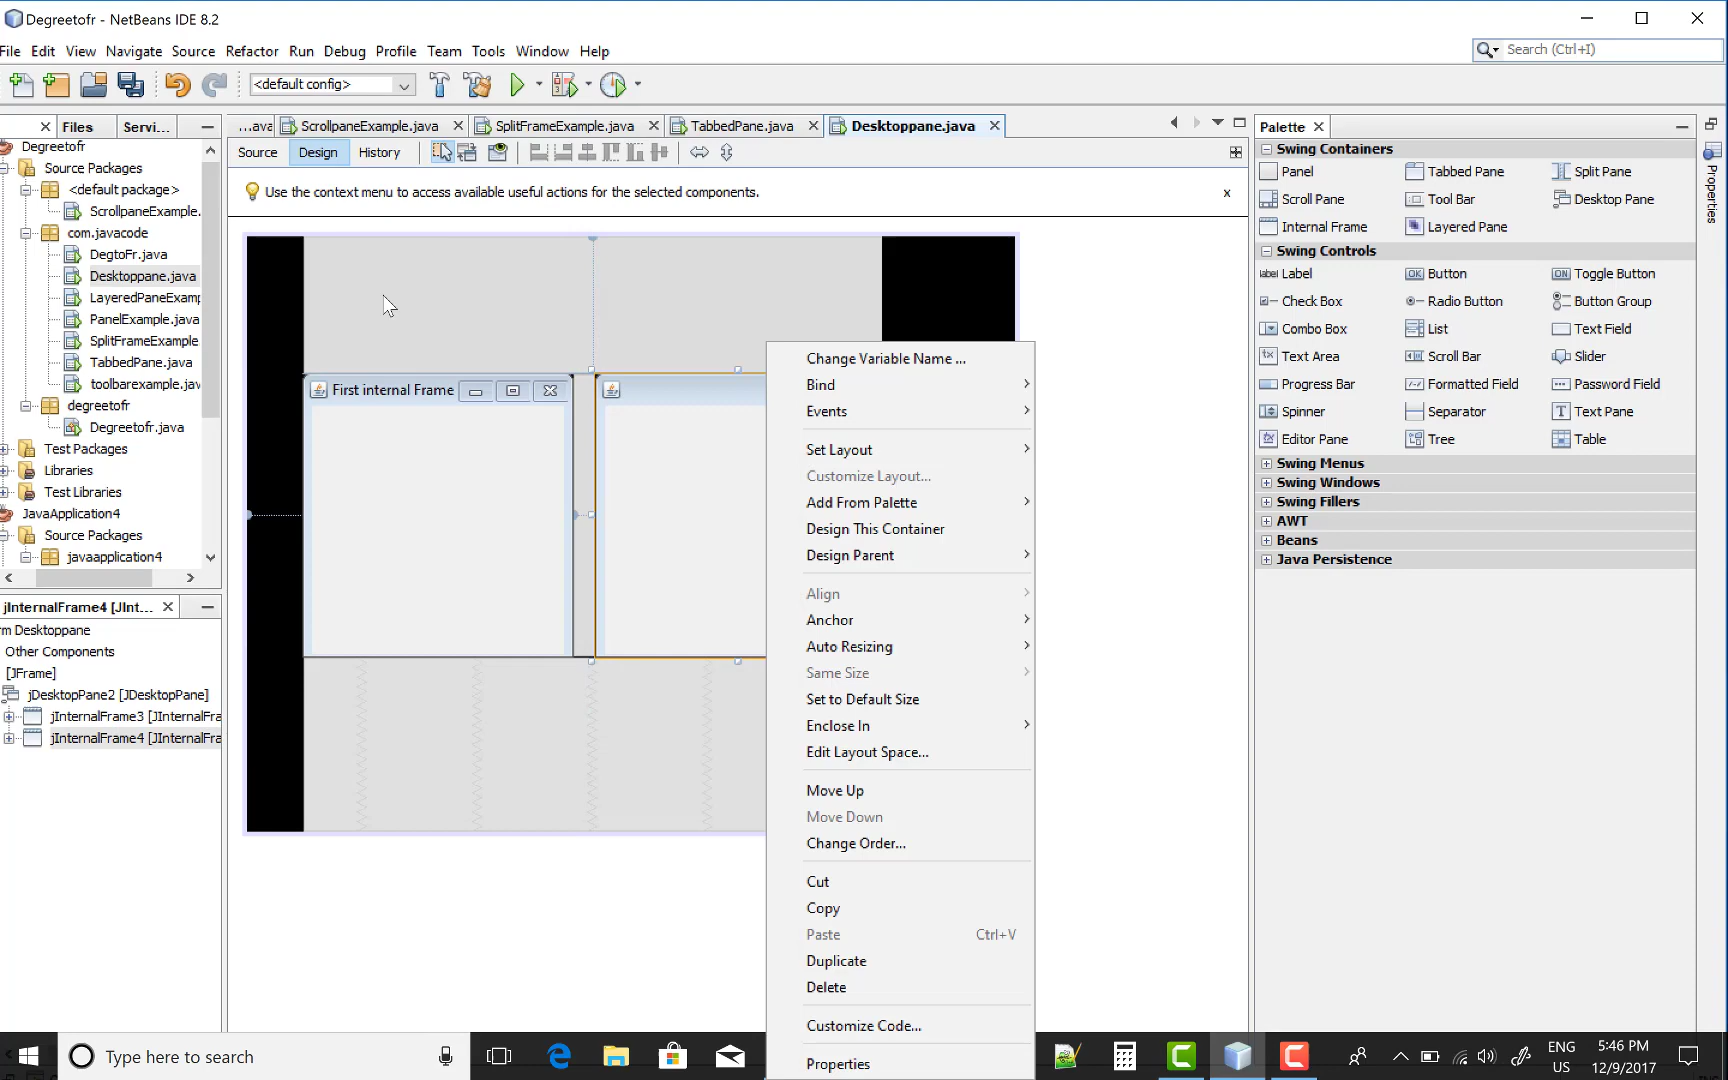 Degreetofr - NetBeans IDE 8.2
File Edit View Navigate Source Refactor Run Debug Profile Team Tools Window Help
Search (Ctrl+I)
<default config>
Files Servi...
...ava ScrollpaneExample.java SplitFrameExample.java TabbedPane.java Desktoppane.java
Source Design History
Use the context menu to access available useful actions for the selected components.
x
Degreetofr
Source Packages
<default package>
ScrollpaneExample.
com.javacode
DegtoFr.java
Desktoppane.java
LayeredPaneExamp
PanelExample.java
SplitFrameExample
TabbedPane.java
toolbarexample.jav
degreetofr
Degreetofr.java
Test Packages
Libraries
Test Libraries
JavaApplication4
Source Packages
javaapplication4
jInternalFrame4 [JInt...
rm Desktoppane
Other Components
[JFrame]
jDesktopPane2 [JDesktopPane]
jInternalFrame3 [JInternalFra
jInternalFrame4 [JInternalFra
First internal Frame
Change Variable Name ...
Bind
Events
Set Layout
Customize Layout...
Add From Palette
Design This Container
Design Parent
Align
Anchor
Auto Resizing
Same Size
Set to Default Size
Enclose In
Edit Layout Space...
Move Up
Move Down
Change Order...
Cut
Copy
Paste Ctrl+V
Duplicate
Delete
Customize Code...
Properties
Palette
Swing Containers
Panel Tabbed Pane Split Pane
Scroll Pane Tool Bar Desktop Pane
Internal Frame Layered Pane
Swing Controls
label Label OK Button ON Toggle Button
Check Box Radio Button Button Group
Combo Box List Text Field
Text Area Scroll Bar Slider
Progress Bar Formatted Field Password Field
Spinner Separator Text Pane
Editor Pane Tree Table
Swing Menus
Swing Windows
Swing Fillers
AWT
Beans
Java Persistence
Properties
Type here to search
ENG
US
5:46 PM
12/9/2017